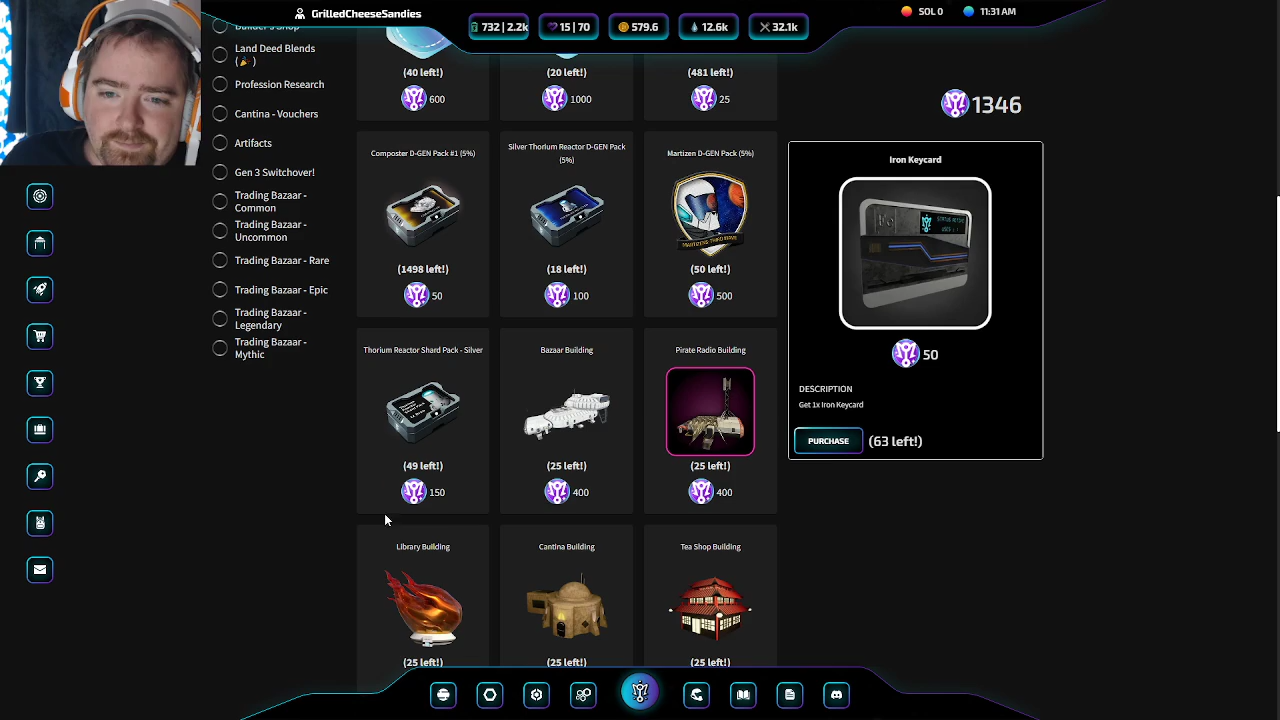 GrilledCheeseSandies
732 | 2.2k
15 | 70
579.6
12.6k
32.1k
SOL 0
11:31 AM
Builder's Shop
Land Deed Blends
( )
Profession Research
Cantina - Vouchers
Artifacts
Gen 3 Switchover!
Trading Bazaar -
Common
Trading Bazaar -
Uncommon
Trading Bazaar - Rare
Trading Bazaar - Epic
Trading Bazaar -
Legendary
Trading Bazaar -
Mythic
(40 left!)
600
(20 left!)
1000
(481 left!)
25
Composter D-GEN Pack #1 (5%)
(1498 left!)
50
Silver Thorium Reactor D-GEN Pack
(5%)
(18 left!)
100
Martizen D-GEN Pack (5%)
(50 left!)
500
Thorium Reactor Shard Pack - Silver
(49 left!)
150
Bazaar Building
(25 left!)
400
Pirate Radio Building
(25 left!)
400
Library Building
(25 left!)
Cantina Building
(25 left!)
Tea Shop Building
(25 left!)
1346
Iron Keycard
50
DESCRIPTION
Get 1x Iron Keycard
PURCHASE
(63 left!)